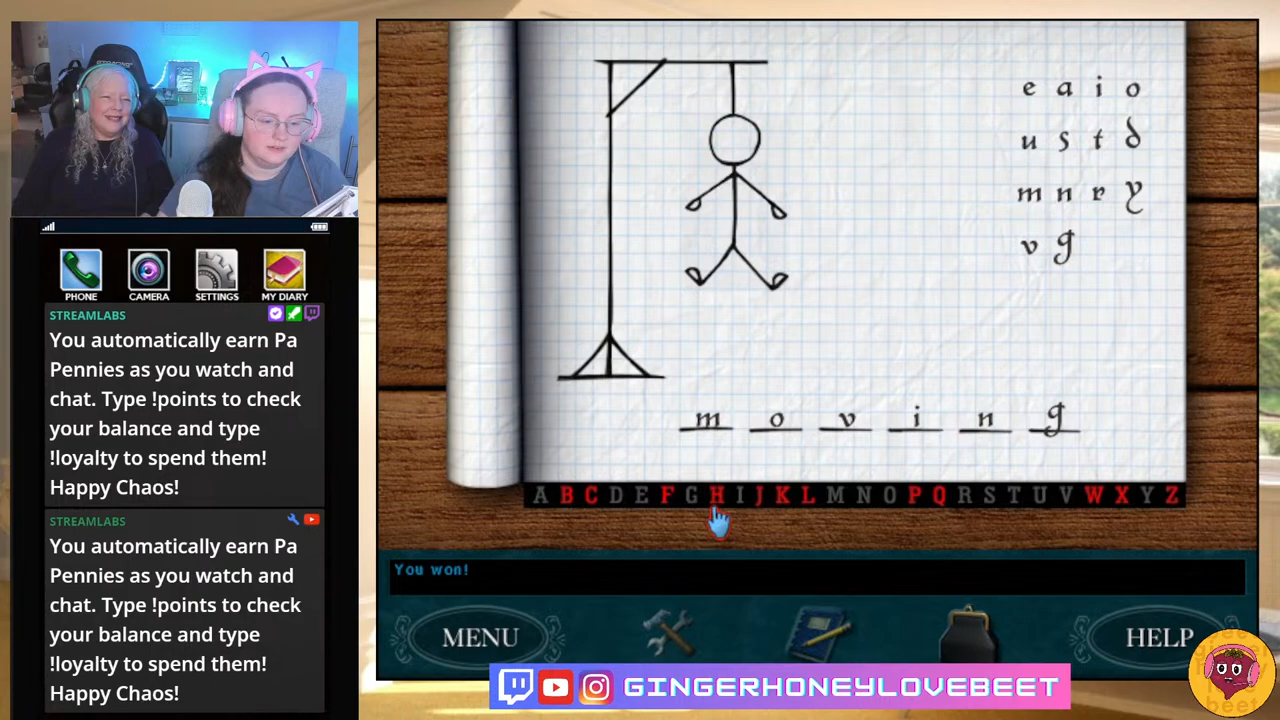 PHONE CAMERA SETTINGS MY DIARY
STREAMLABS
You automatically earn Pa
Pennies as you watch and
chat. Type !points to check
your balance and type
!loyalty to spend them!
Happy Chaos!
STREAMLABS
You automatically earn Pa
Pennies as you watch and
chat. Type !points to check
your balance and type
!loyalty to spend them!
Happy Chaos!
e a i o
u s t d
m n r y
v g
m o v i n g
A B C D E F G H I J K L M N O P Q R S T U V W X Y Z
You won!
MENU
HELP
GINGERHONEYLOVEBEET